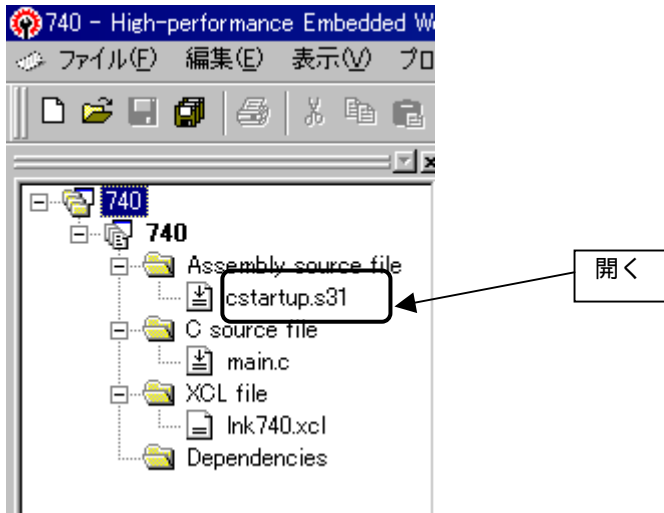 740 - High-performance Embedded W
ファイル(F) 編集(E) 表示(V) プロ
740
740
Assembly source file
cstartup.s31
開く
C source file
main.c
XCL file
lnk740.xcl
Dependencies